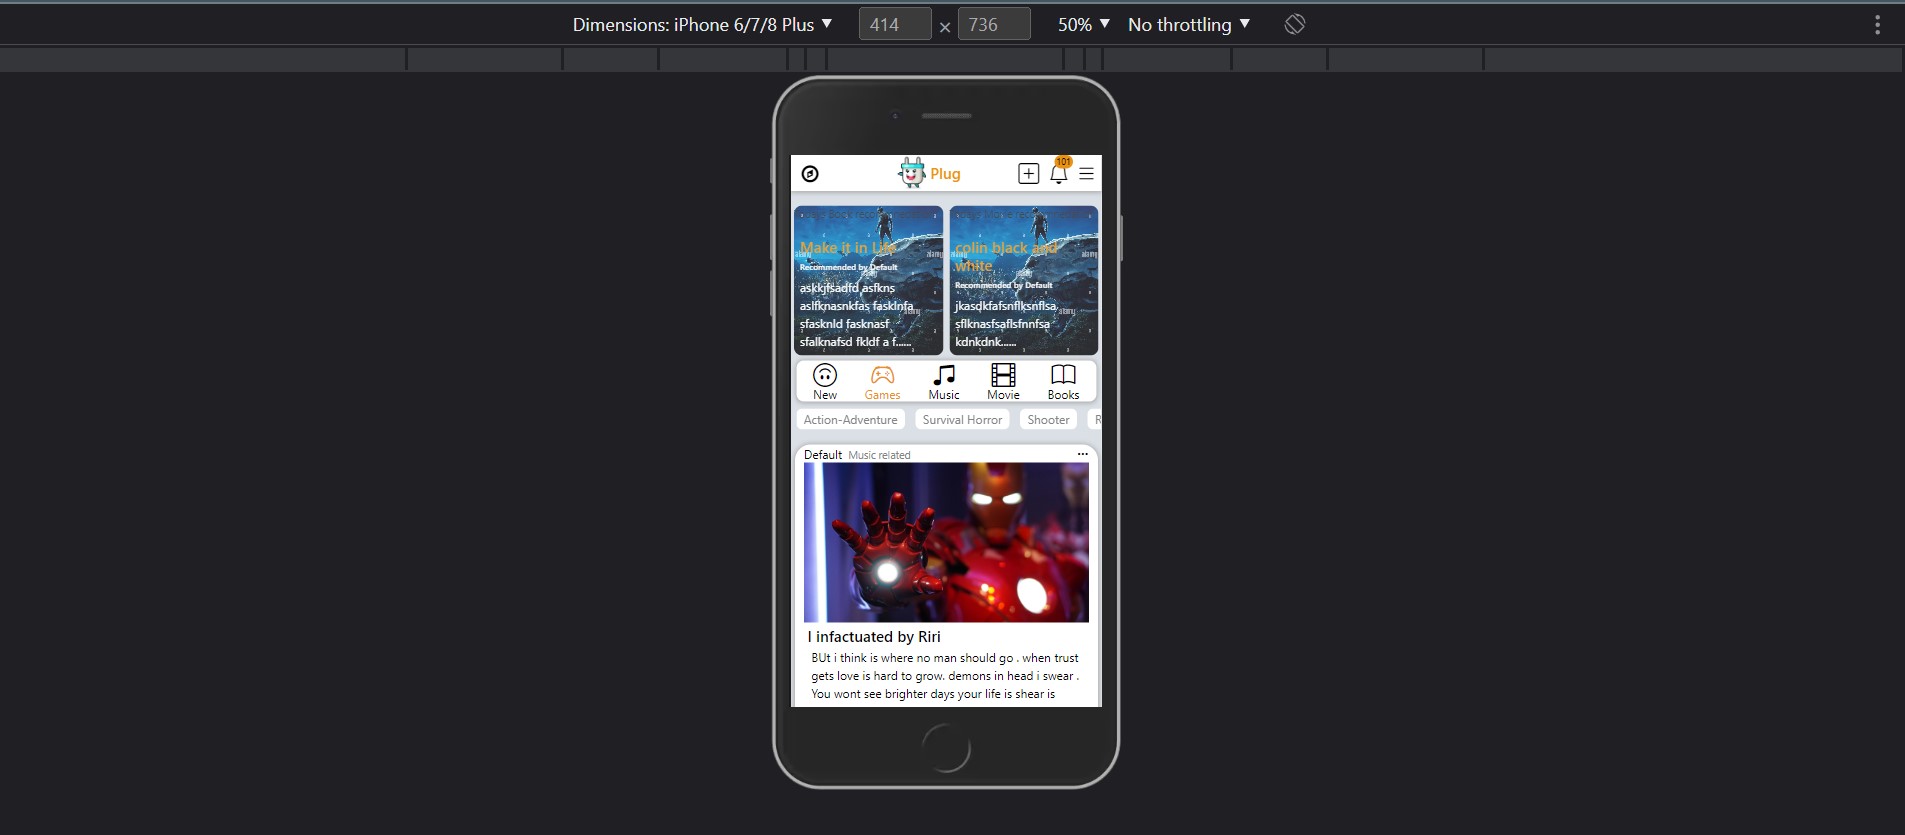 Dimensions: iPhone 6/7/8 Plus ▼ 414 × 736 50% ▼ No throttling ▼
Plug 101
Book
Make it in Life
Recommended by Default
askkjfsadfd asfkns
aslfknasnkfas fasklnfa
sfasknld fasknasf
sfalknafsd fkldf a f......
alamy
Movie
colin black and
white
Recommended by Default
jkasdkfafsnflksnflsa
sflknasfsaflsfnnfsa
kdnkdnk......
alamy
New Games Music Movie Books
Action-Adventure Survival Horror Shooter R
Default Music related
I infactuated by Riri
BUt i think is where no man should go . when trust
gets love is hard to grow. demons in head i swear .
You wont see brighter days your life is shear is